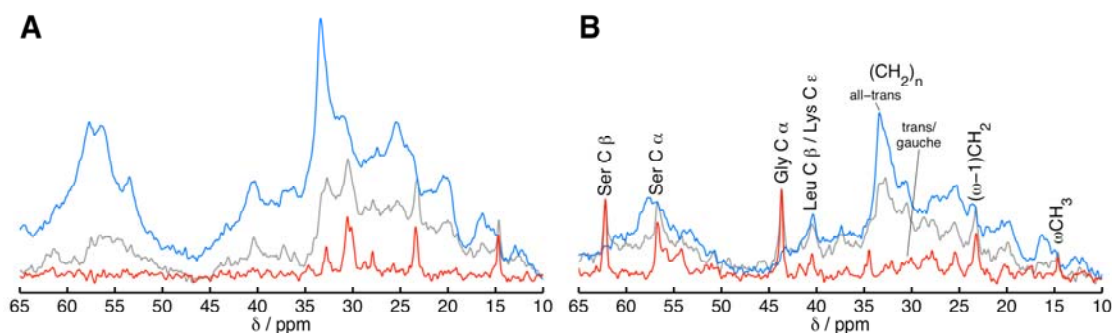 A
65 60 55 50 45 40 35 30 25 20 15 10
δ / ppm
B
Ser C β
Ser C α
Gly C α
Leu C β / Lys C ε
(CH2)n
all-trans
trans/
gauche
(ω-1)CH2
ωCH3
65 60 55 50 45 40 35 30 25 20 15 10
δ / ppm